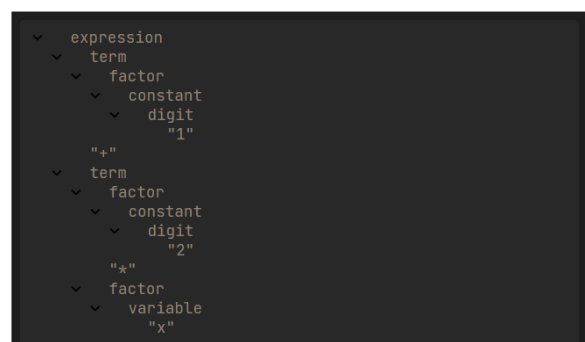 expression
term
factor
constant
digit
"1"
"+"
term
factor
constant
digit
"2"
"*"
factor
variable
"x"